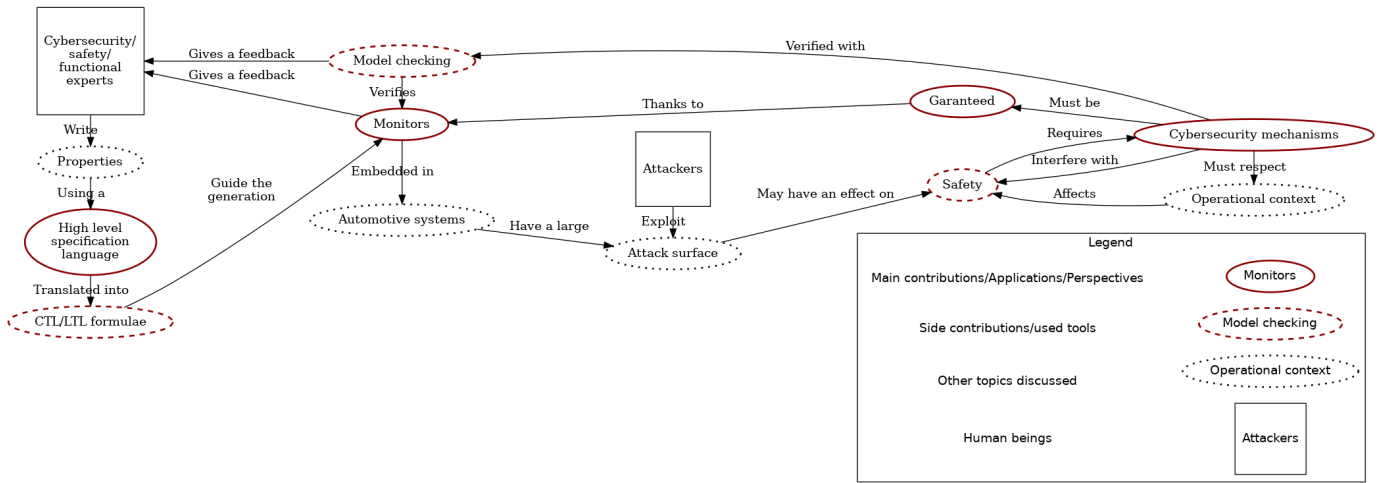 Cybersecurity/
safety/
functional
experts
Gives a feedback
Gives a feedback
Model checking
Verified with
Verifies
Monitors
Thanks to
Garanteed
Must be
Cybersecurity mechanisms
Write
Properties
Using a
High level
specification
language
Translated into
CTL/LTL formulae
Guide the
generation
Embedded in
Automotive systems
Have a large
Attackers
Exploit
Attack surface
May have an effect on
Safety
Requires
Interfere with
Affects
Must respect
Operational context
Legend
Main contributions/Applications/Perspectives
Monitors
Side contributions/used tools
Model checking
Other topics discussed
Operational context
Human beings
Attackers